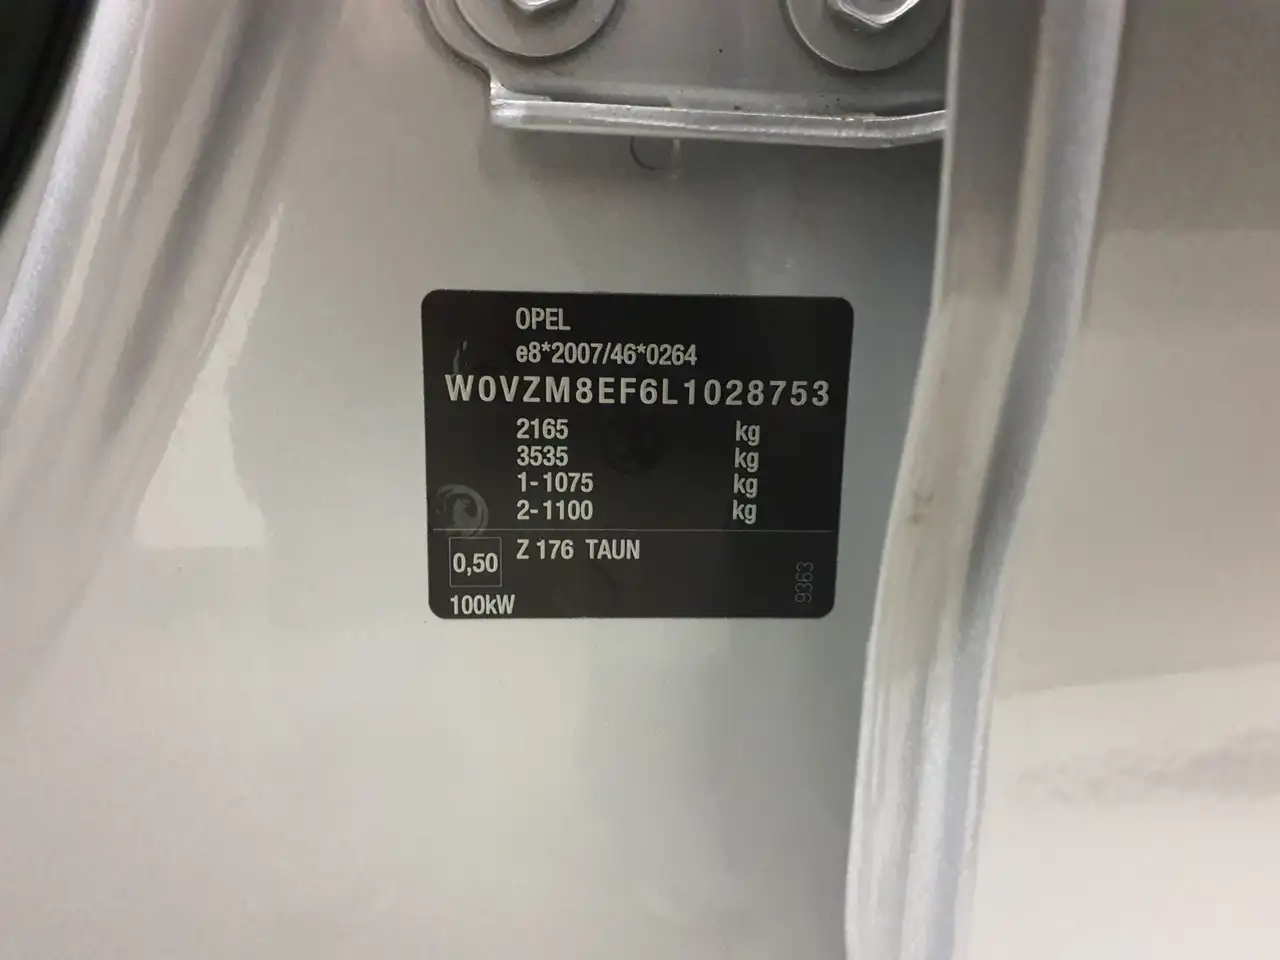 OPEL
e8*2007/46*0264
W0VZM8EF6L1028753
2165 kg
3535 kg
1-1075 kg
2-1100 kg
0,50 Z 176 TAUN
100kW
9363